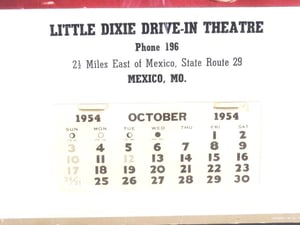 LITTLE DIXIE DRIVE-IN THEATRE
Phone 196
2½ Miles East of Mexico, State Route 29
MEXICO, MO.
1954 OCTOBER 1954
SUN MON. TUE. WED. THU. FRI. SAT.
1 2
3 4 5 6 7 8 9
10 11 12 13 14 15 16
17 18 19 20 21 22 23
24/31 25 26 27 28 29 30